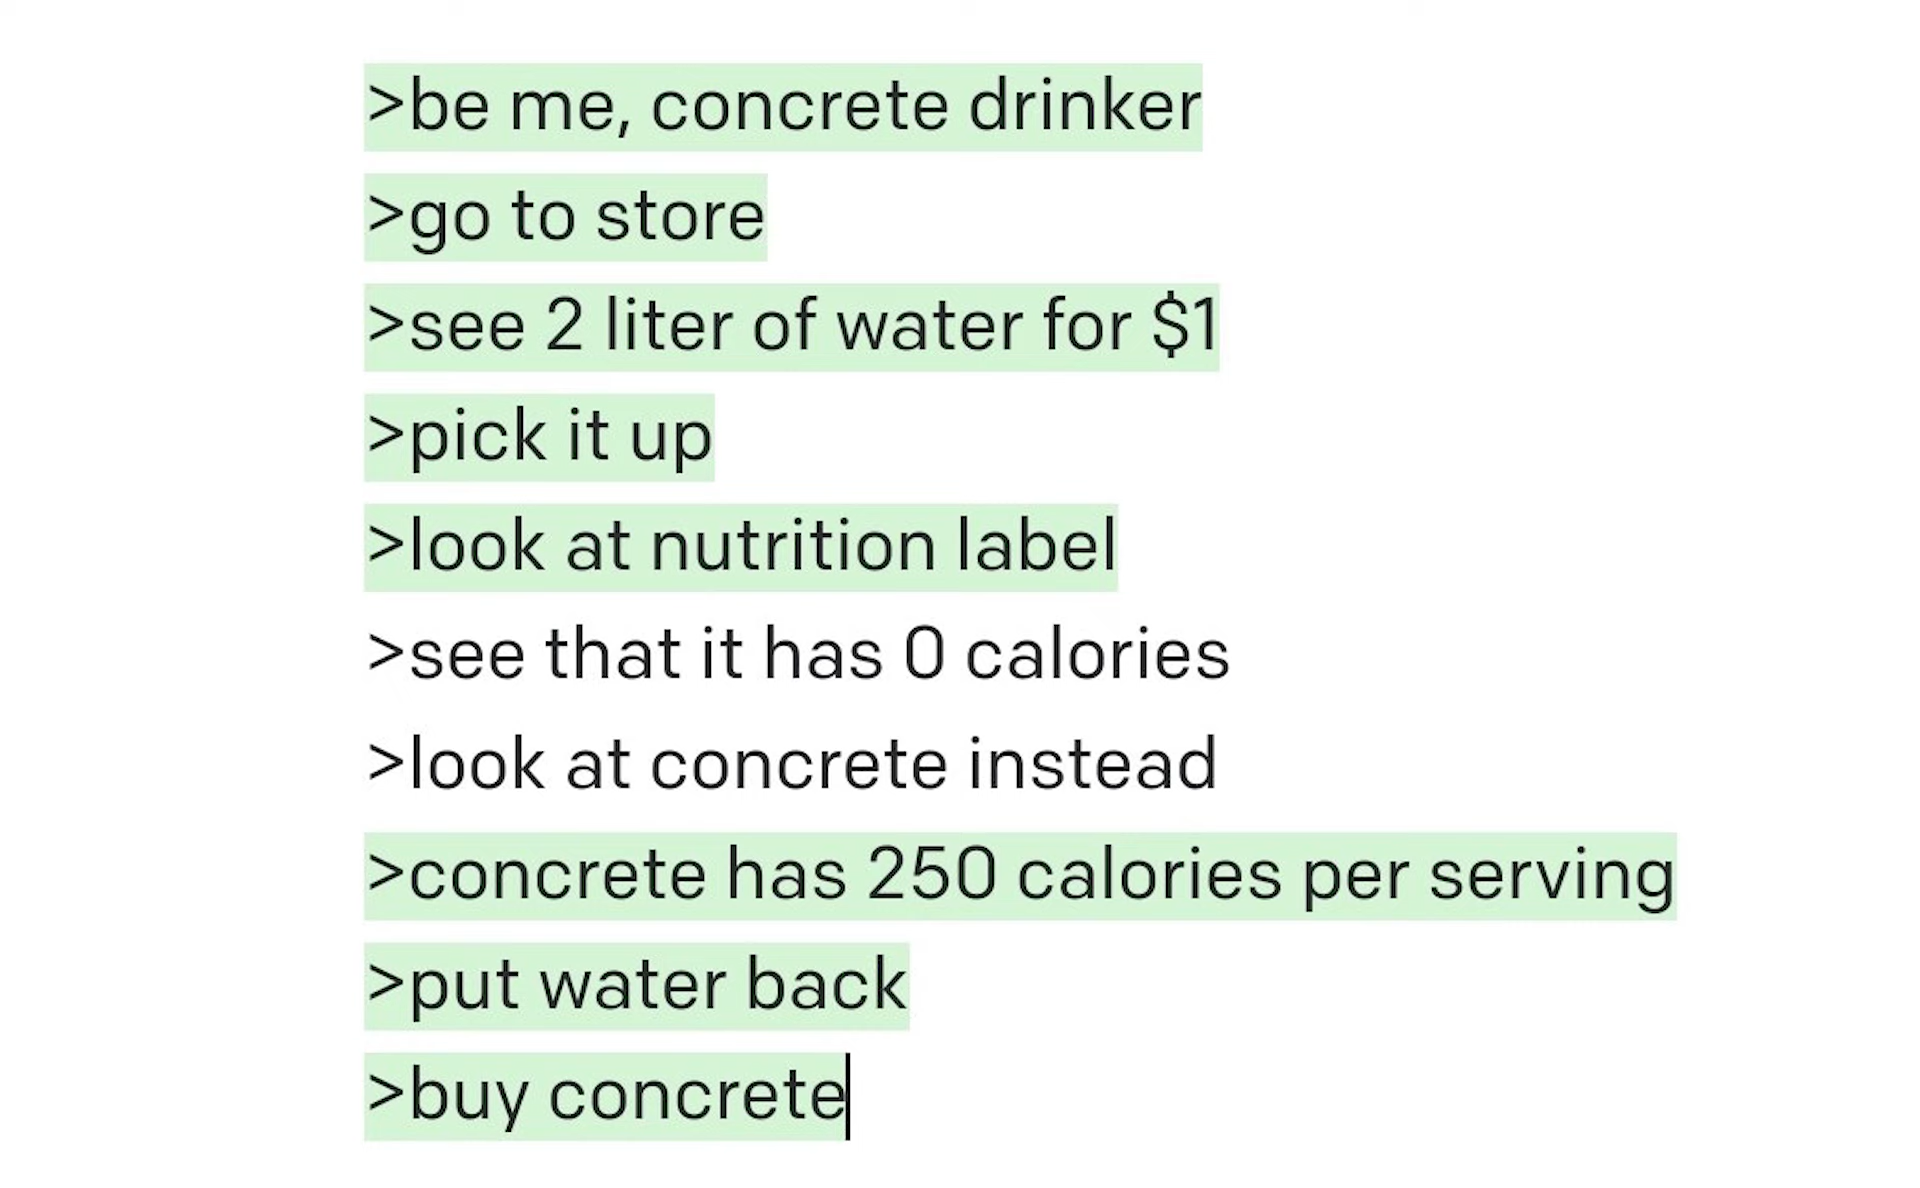 >be me, concrete drinker
>go to store
>see 2 liter of water for $1
>pick it up
>look at nutrition label
>see that it has 0 calories
>look at concrete instead
>concrete has 250 calories per serving
>put water back
>buy concrete